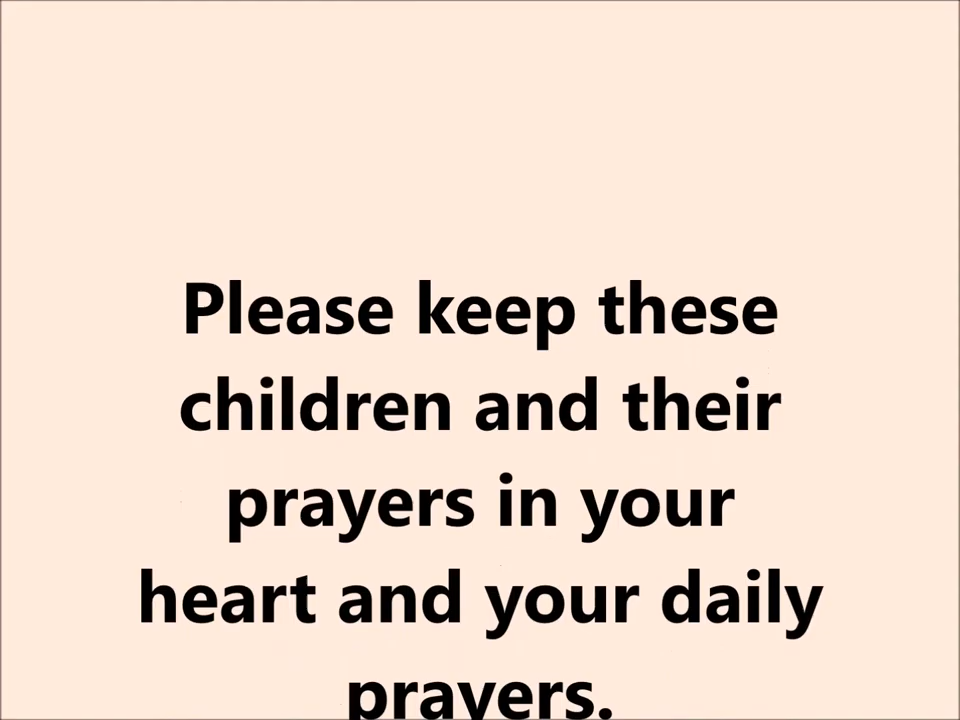 Please keep these
children and their
prayers in your
heart and your daily
prayers.